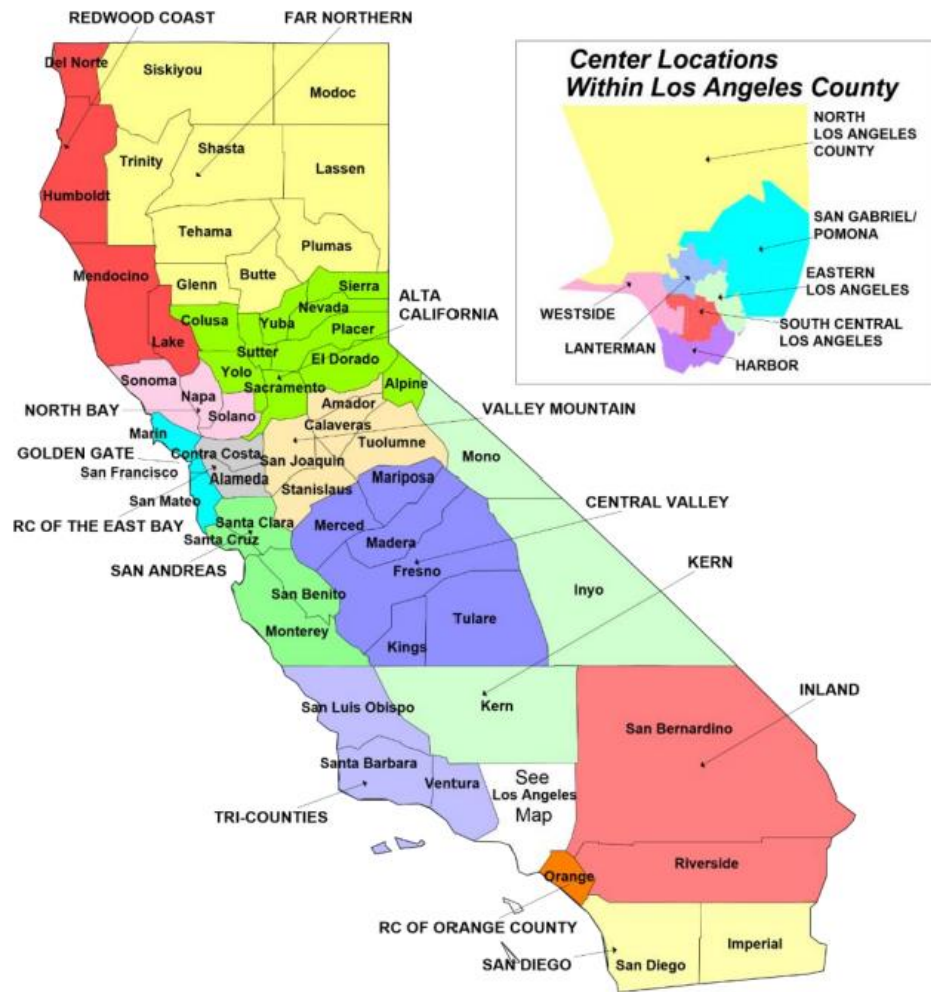 REDWOOD COAST
FAR NORTHERN
Del Norte
Siskiyou
Modoc
Trinity
Shasta
Lassen
Humboldt
Tehama
Plumas
Mendocino
Glenn
Butte
Sierra
Colusa
Nevada
Yuba
Placer
ALTA
CALIFORNIA
Lake
Sutter
El Dorado
Yolo
Sonoma
Sacramento
Alpine
Napa
Amador
Solano
NORTH BAY
Calaveras
VALLEY MOUNTAIN
Marin
Tuolumne
GOLDEN GATE
Contra Costa
San Joaquin
Mono
San Francisco
Alameda
Mariposa
Stanislaus
San Mateo
CENTRAL VALLEY
RC OF THE EAST BAY
Santa Clara
Merced
Santa Cruz
Madera
SAN ANDREAS
Fresno
KERN
San Benito
Inyo
Tulare
Monterey
Kings
INLAND
San Luis Obispo
Kern
San Bernardino
Santa Barbara
Ventura
See
Los Angeles
Map
TRI-COUNTIES
Riverside
Orange
RC OF ORANGE COUNTY
Imperial
SAN DIEGO
San Diego
Center Locations
Within Los Angeles County
NORTH
LOS ANGELES
COUNTY
SAN GABRIEL/
POMONA
EASTERN
LOS ANGELES
WESTSIDE
SOUTH CENTRAL
LOS ANGELES
LANTERMAN
HARBOR